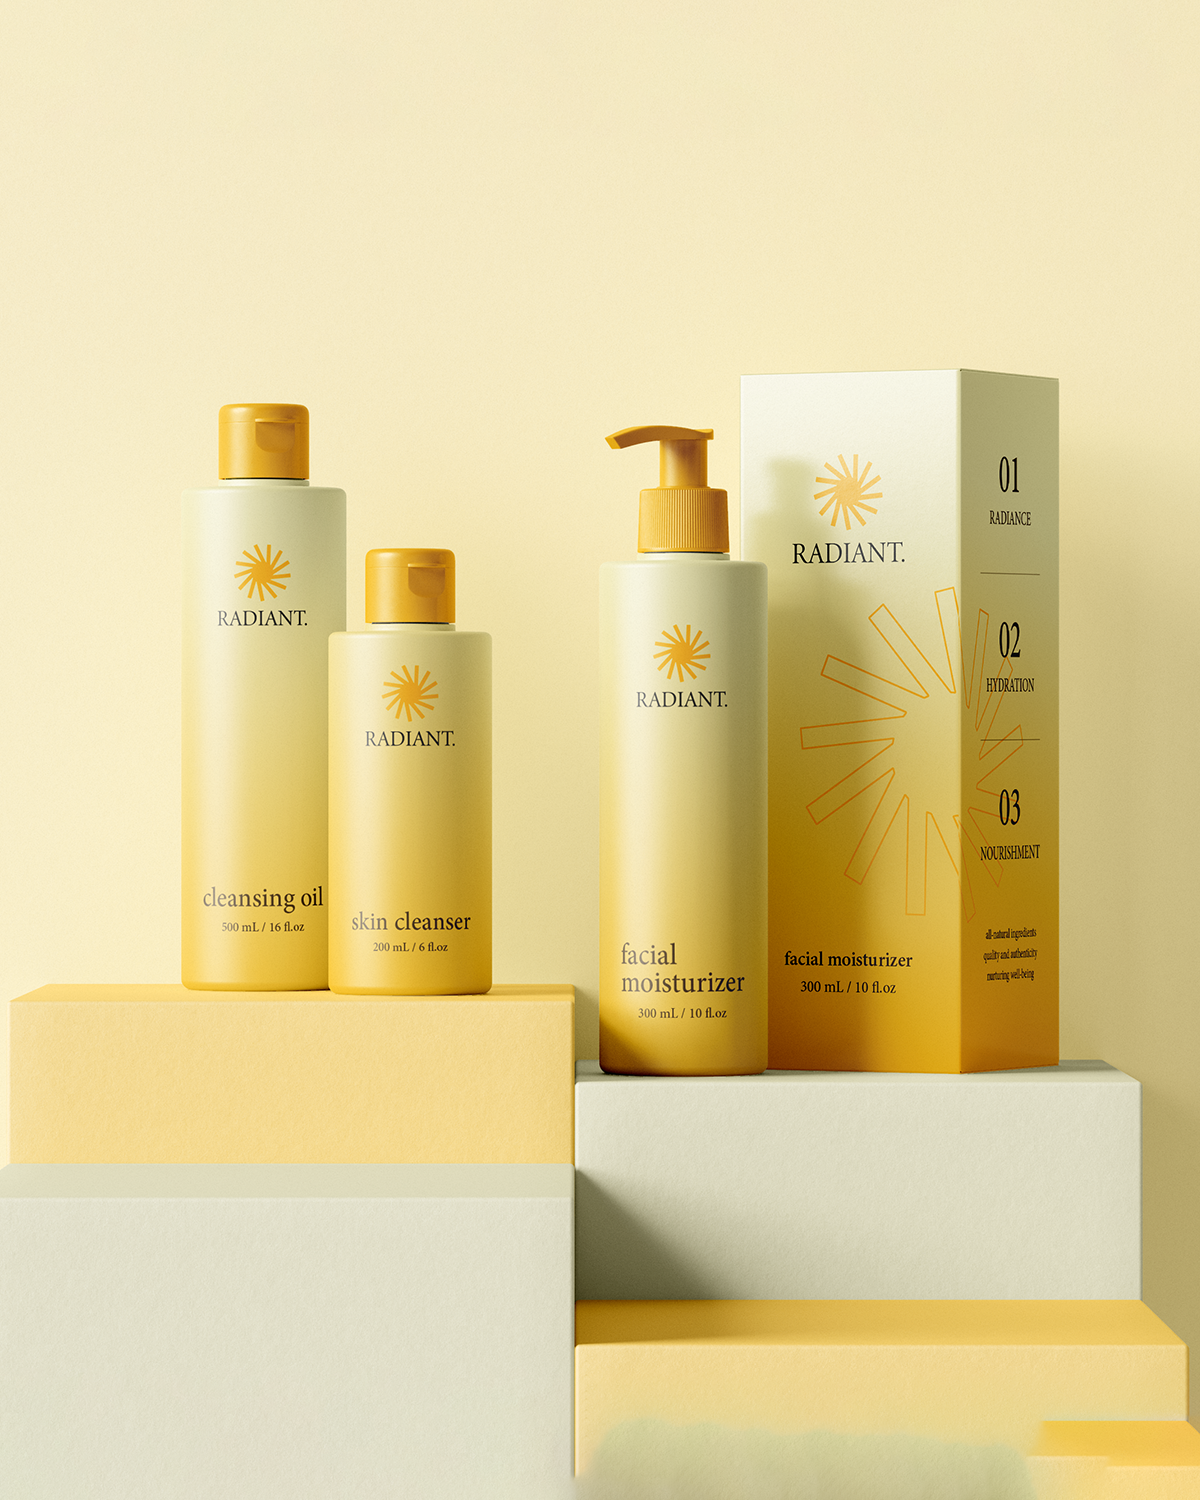 RADIANT.
cleansing oil
500 mL / 16 fl.oz
RADIANT.
skin cleanser
200 mL / 6 fl.oz
RADIANT.
facial
moisturizer
300 mL / 10 fl.oz
RADIANT.
facial moisturizer
300 mL / 10 fl.oz
01
RADIANCE
02
HYDRATION
03
NOURISHMENT
all-natural ingredients
quality and authenticity
nurturing well-being